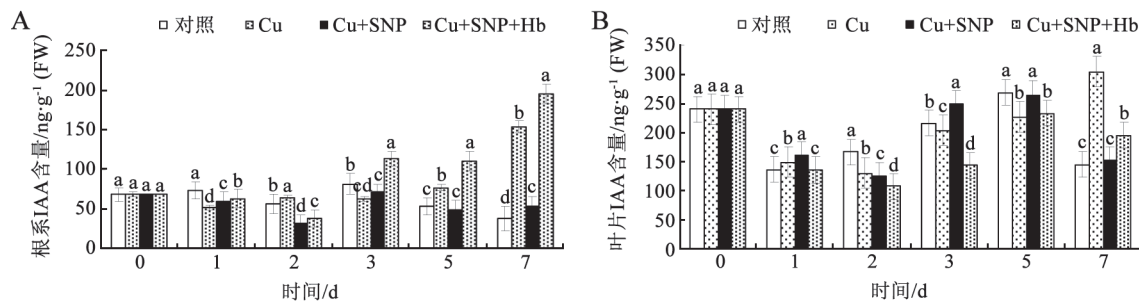 A
对照 Cu Cu+SNP Cu+SNP+Hb
根系IAA含量/ng·g⁻¹ (FW)
250
200
150
100
50
0
a a a a
a d c b
b a d c
b d c a
c b c a
d b c a
0 1 2 3 5 7
时间/d
B
对照 Cu Cu+SNP Cu+SNP+Hb
叶片IAA含量/ng·g⁻¹ (FW)
350
300
250
200
150
100
50
0
a a a a
c b a c
a b c d
b c a d
a b a b
c a c b
0 1 2 3 5 7
时间/d